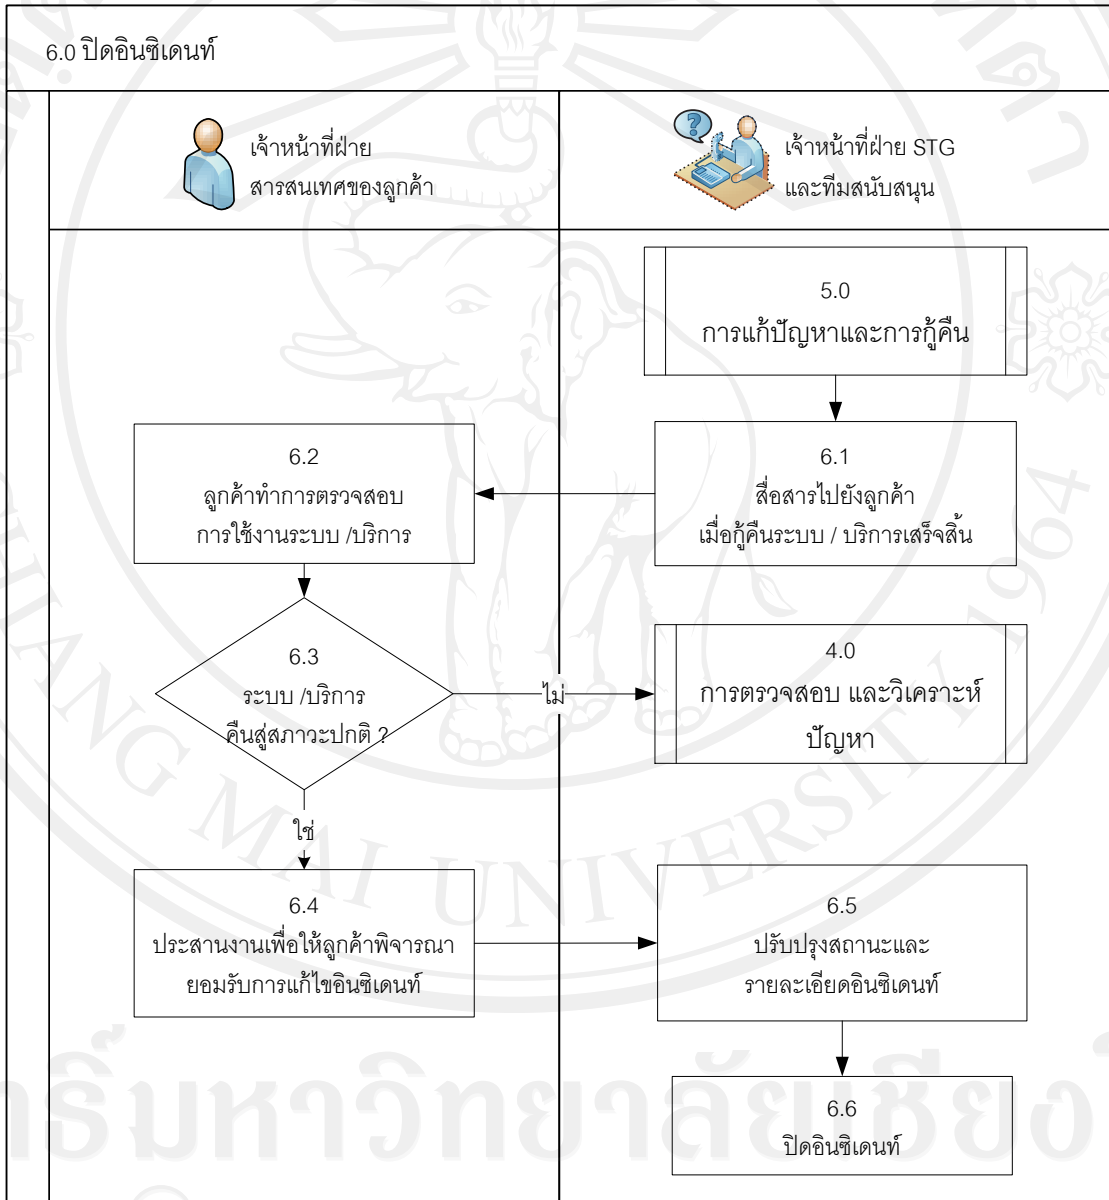 6.0 ปิดอินซิเดนท์
เจ้าหน้าที่ฝ่าย
สารสนเทศของลูกค้า
เจ้าหน้าที่ฝ่าย STG
และทีมสนับสนุน
5.0
การแก้ปัญหาและการกู้คืน
6.1
สื่อสารไปยังลูกค้า
เมื่อกู้คืนระบบ / บริการเสร็จสิ้น
6.2
ลูกค้าทำการตรวจสอบ
การใช้งานระบบ /บริการ
6.3
ระบบ /บริการ
คืนสู่สภาวะปกติ ?
ไม่
4.0
การตรวจสอบ และวิเคราะห์
ปัญหา
ใช่
6.4
ประสานงานเพื่อให้ลูกค้าพิจารณา
ยอมรับการแก้ไขอินซิเดนท์
6.5
ปรับปรุงสถานะและ
รายละเอียดอินซิเดนท์
6.6
ปิดอินซิเดนท์
CHIANG MAI UNIVERSITY 1964